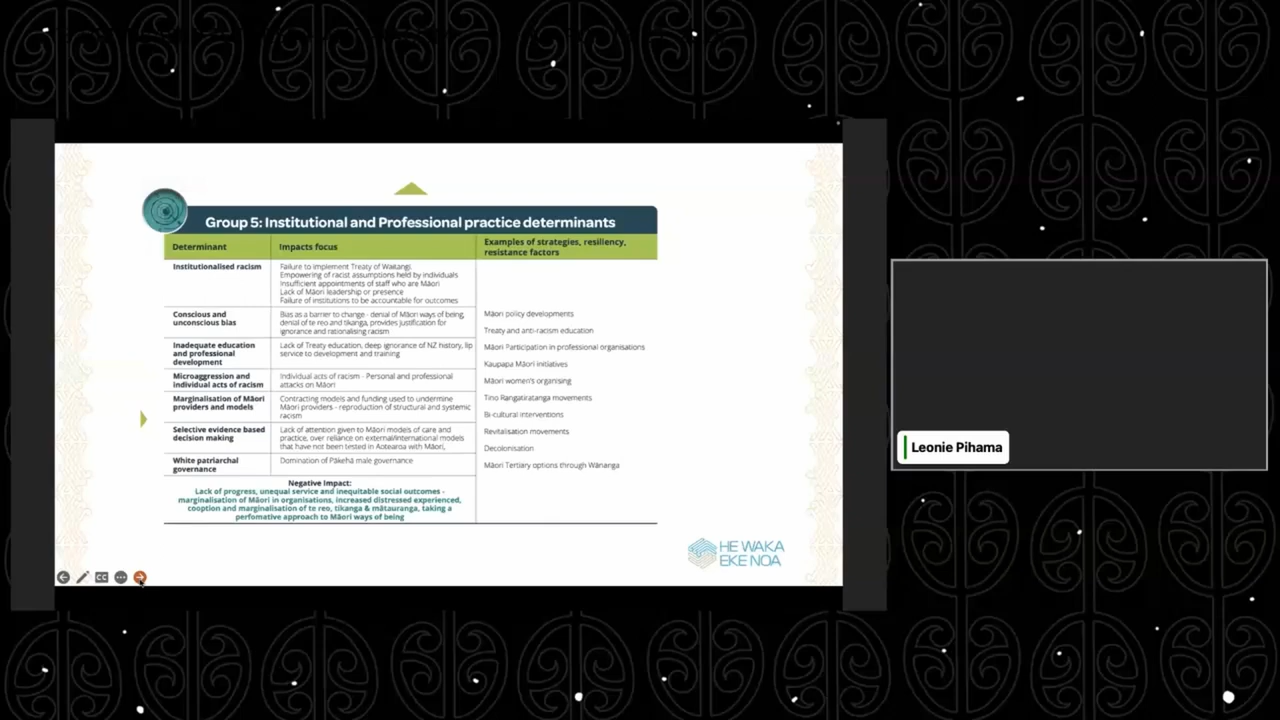 Group 5: Institutional and Professional practice determinants
Determinant
Impacts focus
Examples of strategies, resiliency,
resistance factors
Institutionalised racism
Failure to implement Treaty of Waitangi
Empowering of racist assumptions held by individuals
Insufficient appointments of staff who are Māori
Lack of Māori leadership or presence
Failure of institutions to be accountable for outcomes
Conscious and
unconscious bias
Bias as a barrier to change - denial of Māori ways of being,
denial of te reo and tikanga, provides justification for
ignorance and rationalising racism
Inadequate education
and professional
development
Lack of Treaty education, deep ignorance of NZ history, lip
service to development and training
Microaggression and
individual acts of racism
Individual acts of racism - Personal and professional
attacks on Māori
Marginalisation of Māori
providers and models
Contracting models and funding used to undermine
Māori providers - reproduction of structural and systemic
racism
Selective evidence based
decision making
Lack of attention given to Māori models of care and
practice, over reliance on external/international models
that have not been tested in Aotearoa with Māori,
White patriarchal
governance
Domination of Pākehā male governance
Māori policy developments
Treaty and anti-racism education
Māori Participation in professional organisations
Kaupapa Māori initiatives
Māori women's organising
Tino Rangatiratanga movements
Bi-cultural interventions
Revitalisation movements
Decolonisation
Māori Tertiary options through Wānanga
Negative Impact:
Lack of progress, unequal service and inequitable social outcomes -
marginalisation of Māori in organisations, increased distressed experienced,
cooption and marginalisation of te reo, tikanga & mātauranga, taking a
perfomative approach to Māori ways of being
HE WAKA
EKE NOA
CC
Leonie Pihama